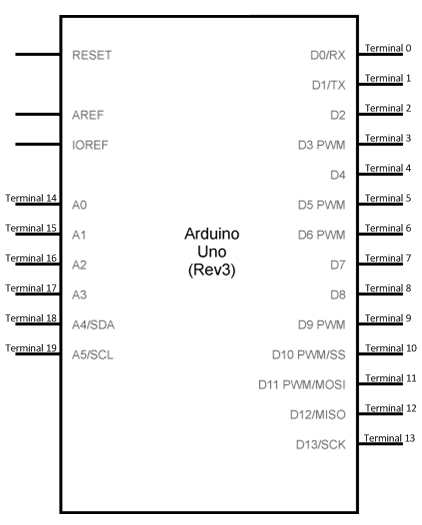 RESET
AREF
IOREF
Terminal 14
A0
Terminal 15
A1
Terminal 16
A2
Terminal 17
A3
Terminal 18
A4/SDA
Terminal 19
A5/SCL
Arduino
Uno
(Rev3)
D0/RX Terminal 0
D1/TX Terminal 1
D2 Terminal 2
D3 PWM Terminal 3
D4 Terminal 4
D5 PWM Terminal 5
D6 PWM Terminal 6
D7 Terminal 7
D8 Terminal 8
D9 PWM Terminal 9
D10 PWM/SS Terminal 10
D11 PWM/MOSI Terminal 11
D12/MISO Terminal 12
D13/SCK Terminal 13